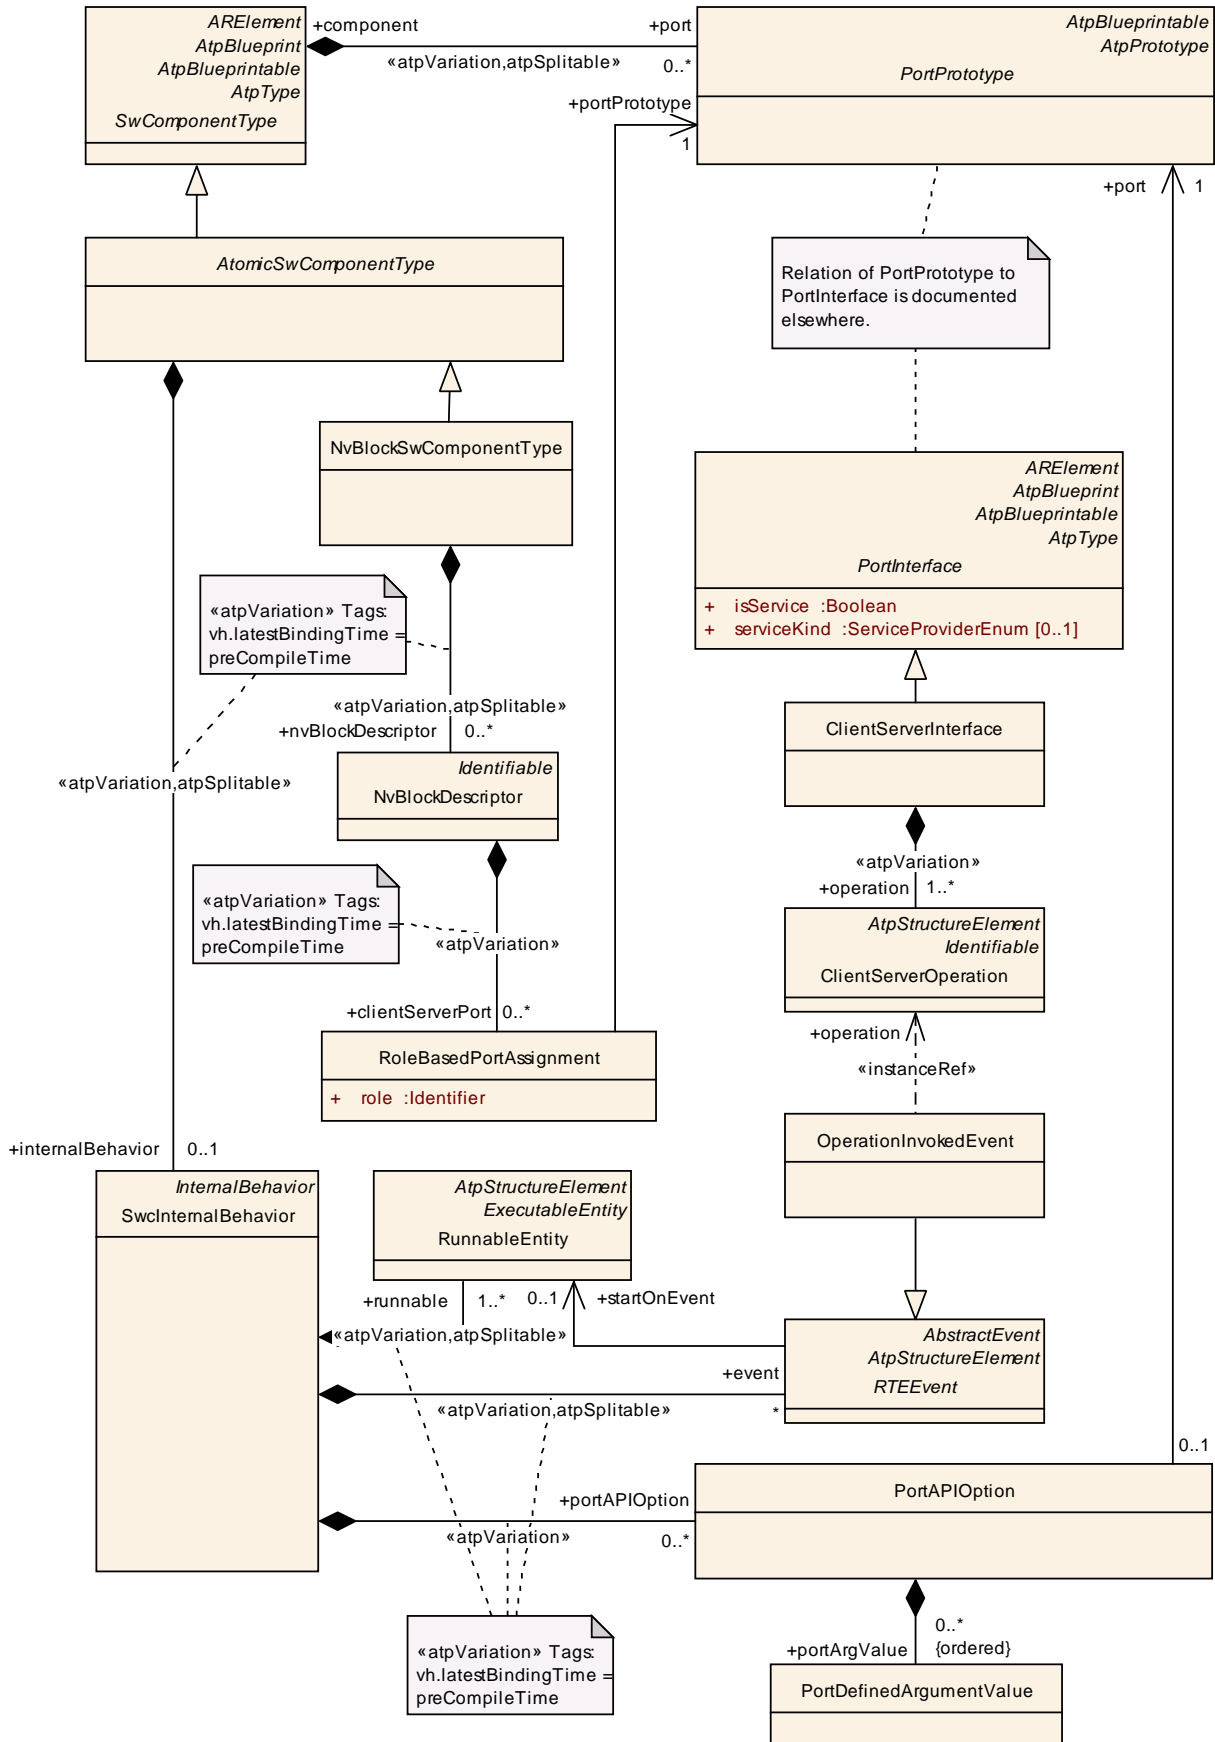 ARElement
AtpBlueprint
AtpBlueprintable
AtpType
SwComponentType
+component
+port
«atpVariation,atpSplitable»
0..*
AtpBlueprintable
AtpPrototype
PortPrototype
+portPrototype
1
+port
1
AtomicSwComponentType
Relation of PortPrototype to
PortInterface is documented
elsewhere.
NvBlockSwComponentType
ARElement
AtpBlueprint
AtpBlueprintable
AtpType
PortInterface
+ isService :Boolean
+ serviceKind :ServiceProviderEnum [0..1]
«atpVariation» Tags:
vh.latestBindingTime =
preCompileTime
«atpVariation,atpSplitable»
+nvBlockDescriptor
0..*
ClientServerInterface
«atpVariation,atpSplitable»
Identifiable
NvBlockDescriptor
«atpVariation»
+operation
1..*
«atpVariation» Tags:
vh.latestBindingTime =
preCompileTime
«atpVariation»
AtpStructureElement
Identifiable
ClientServerOperation
+clientServerPort
0..*
+operation
RoleBasedPortAssignment
+ role :Identifier
«instanceRef»
OperationInvokedEvent
+internalBehavior
0..1
InternalBehavior
SwcInternalBehavior
AtpStructureElement
ExecutableEntity
RunnableEntity
+runnable
1..*
0..1
+startOnEvent
«atpVariation,atpSplitable»
AbstractEvent
AtpStructureElement
RTEEvent
+event
«atpVariation,atpSplitable»
*
0..1
+portAPIOption
«atpVariation»
0..*
PortAPIOption
«atpVariation» Tags:
vh.latestBindingTime =
preCompileTime
0..*
+portArgValue
{ordered}
PortDefinedArgumentValue